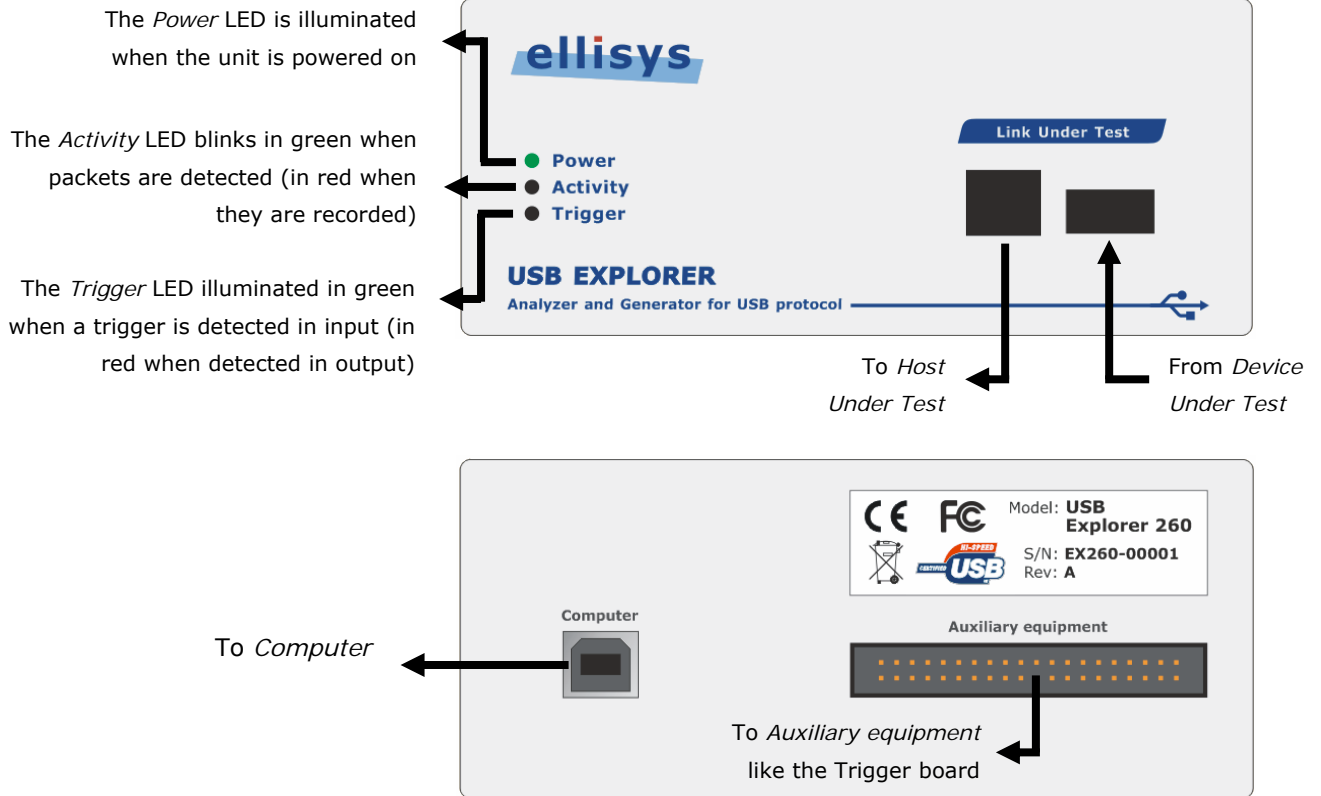 The Power LED is illuminated
when the unit is powered on
The Activity LED blinks in green when
packets are detected (in red when
they are recorded)
The Trigger LED illuminated in green
when a trigger is detected in input (in
red when detected in output)
ellisys
Link Under Test
Power
Activity
Trigger
USB EXPLORER
Analyzer and Generator for USB protocol
To Host
Under Test
From Device
Under Test
CE FC Model: USB
Explorer 260
HI-SPEED
CERTIFIED USB
S/N: EX260-00001
Rev: A
Computer
Auxiliary equipment
To Computer
To Auxiliary equipment
like the Trigger board